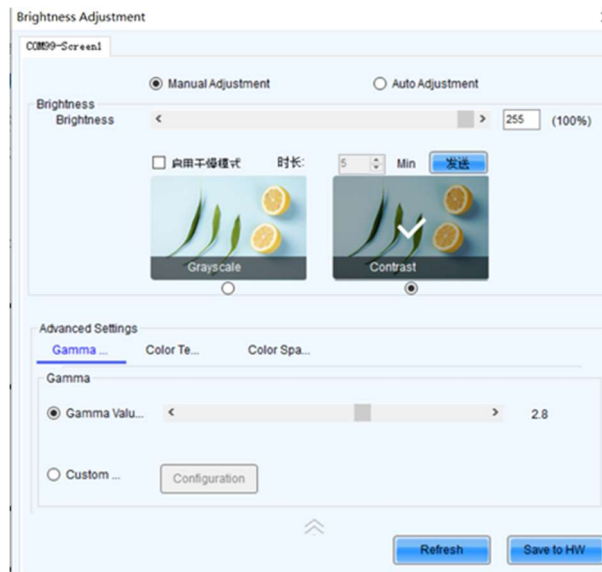 Brightness Adjustment
COM99-Screen1
Manual Adjustment Auto Adjustment
Brightness
Brightness < > 255 (100%)
启用干燥模式 时长: 5 Min 发送
Grayscale Contrast
Advanced Settings
Gamma ... Color Te... Color Spa...
Gamma
Gamma Valu... < > 2.8
Custom ... Configuration
Refresh Save to HW